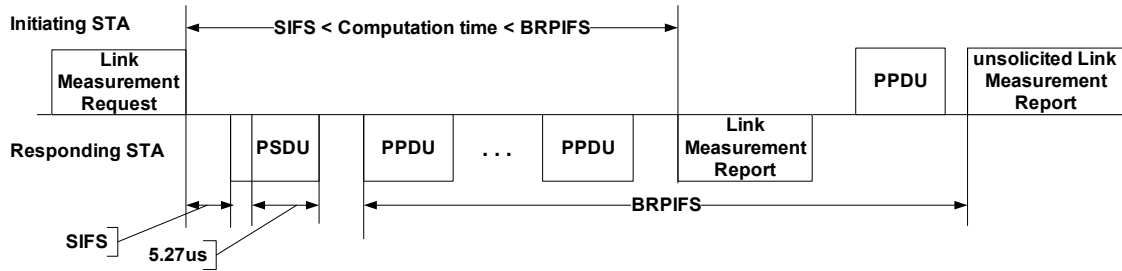 Initiating STA
SIFS < Computation time < BRPIFS
Link
Measurement
Request
PPDU
unsolicited Link
Measurement
Report
Responding STA
PSDU
PPDU
. . .
PPDU
Link
Measurement
Report
BRPIFS
SIFS
5.27us